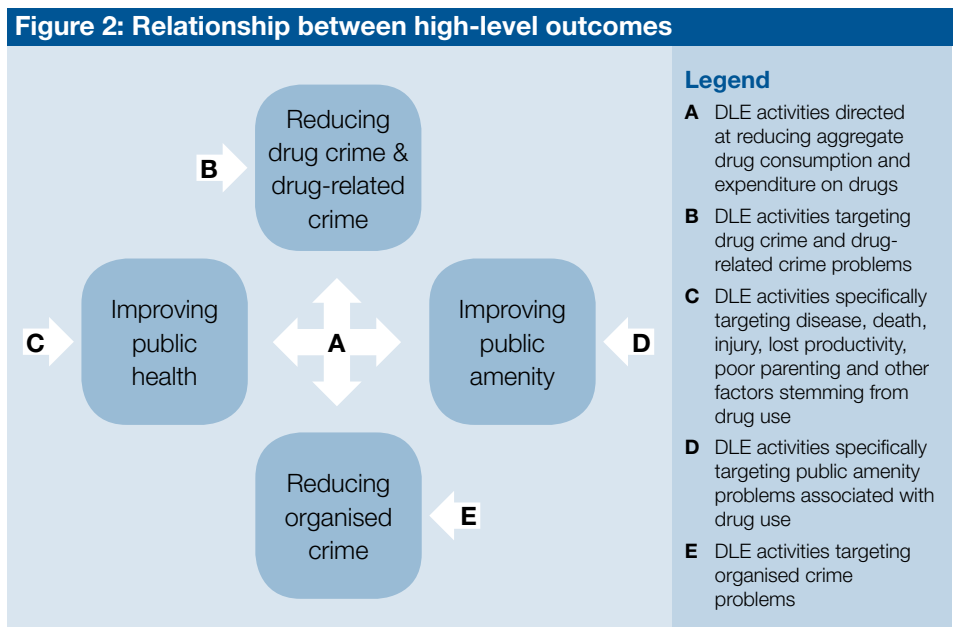 Figure 2: Relationship between high-level outcomes
Reducing
drug crime &
drug-related
crime
B
Improving
public
health
C
A
Improving
public
amenity
D
Reducing
organised
crime
E
Legend
A DLE activities directed
at reducing aggregate
drug consumption and
expenditure on drugs
B DLE activities targeting
drug crime and drug-
related crime problems
C DLE activities specifically
targeting disease, death,
injury, lost productivity,
poor parenting and other
factors stemming from
drug use
D DLE activities specifically
targeting public amenity
problems associated with
drug use
E DLE activities targeting
organised crime
problems